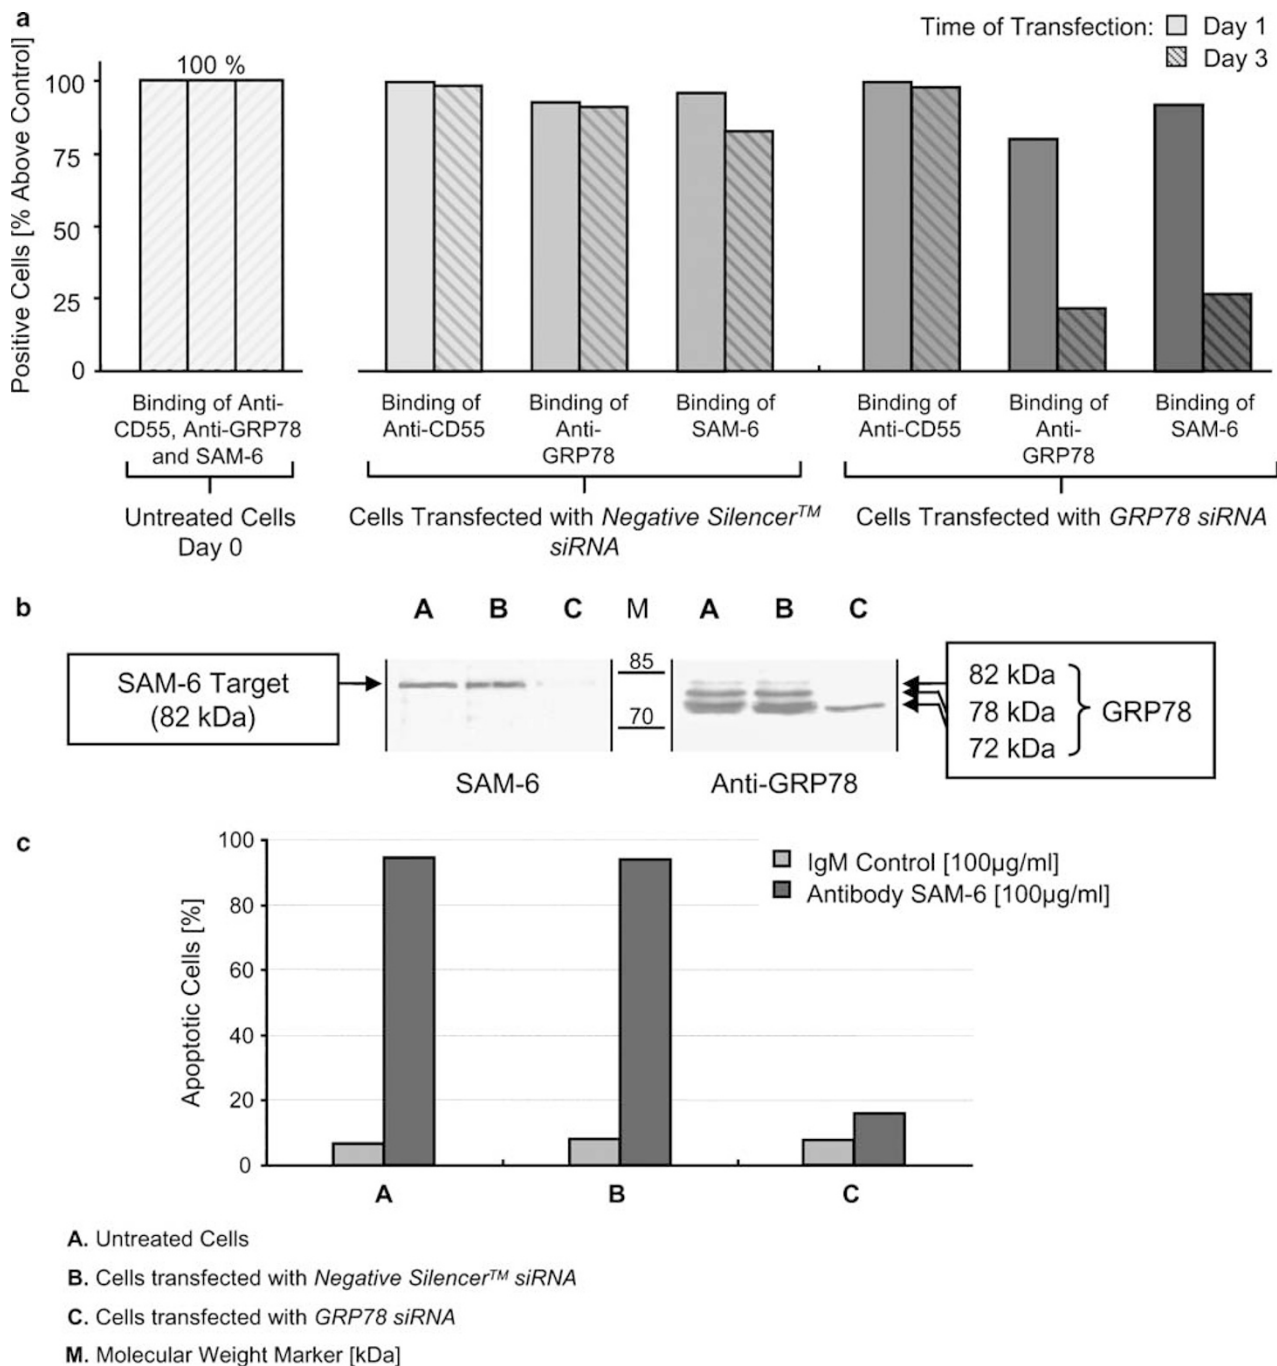 a
Time of Transfection: Day 1
Day 3
Positive Cells [% Above Control]
100 %
100
75
50
25
0
Binding of Anti-
CD55, Anti-GRP78
and SAM-6
Binding of
Anti-CD55
Binding of
Anti-
GRP78
Binding of
SAM-6
Binding of
Anti-CD55
Binding of
Anti-
GRP78
Binding of
SAM-6
Untreated Cells
Day 0
Cells Transfected with Negative Silencer™
siRNA
Cells Transfected with GRP78 siRNA
b
A B C M A B C
SAM-6 Target
(82 kDa)
85
70
82 kDa
78 kDa
72 kDa
GRP78
SAM-6
Anti-GRP78
c
Apoptotic Cells [%]
100
80
60
40
20
0
IgM Control [100µg/ml]
Antibody SAM-6 [100µg/ml]
A B C
A. Untreated Cells
B. Cells transfected with Negative Silencer™ siRNA
C. Cells transfected with GRP78 siRNA
M. Molecular Weight Marker [kDa]